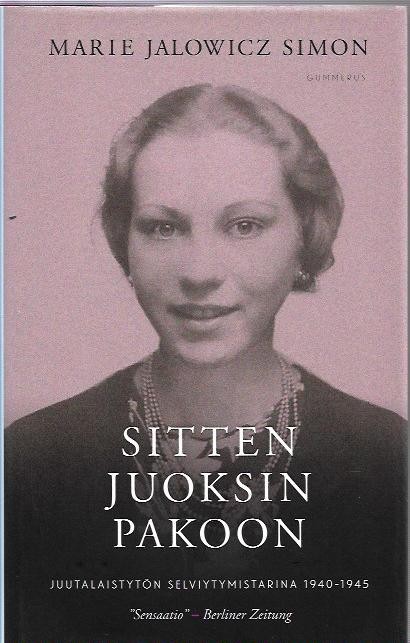 MARIE JALOWICZ SIMON
GUMMERUS
SITTEN
JUOKSIN
PAKOON
JUUTALAISTYTÖN SELVIYTYMISTARINA 1940–1945
”Sensaatio” – Berliner Zeitung